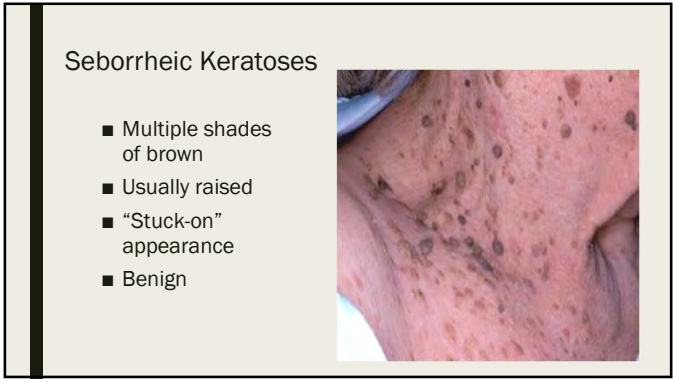 Seborrheic Keratoses
■ Multiple shades
of brown
■ Usually raised
■ “Stuck-on”
appearance
■ Benign